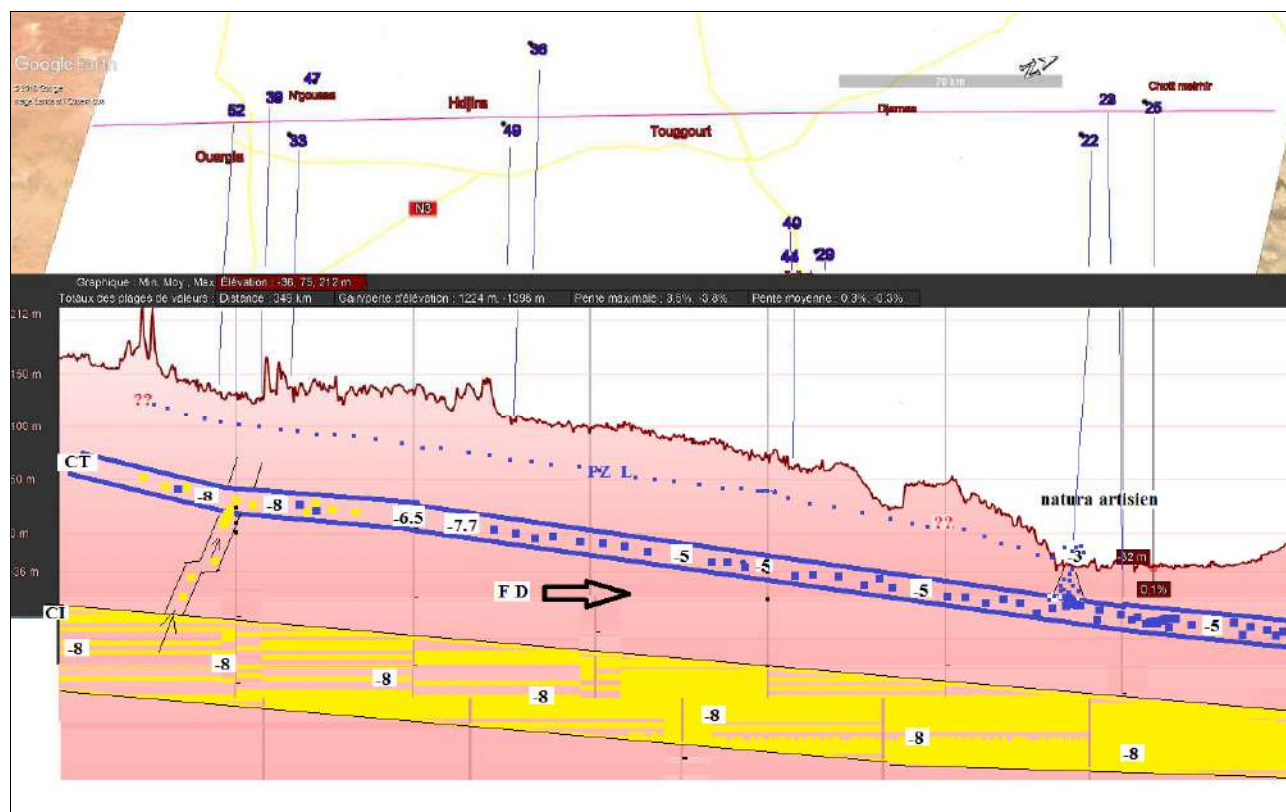 Google Earth
36
47
39
N'goussa
52
Hdjira
49
33
Touggourt
Djamaa
70 km
Chott melrhir
23
25
22
Ouargla
N3
40
44
29
Graphique : Min, Moy, Max Élévation : -36, 75, 212 m
Totaux des plages de valeurs : Distance : 349 km Gain/perte d'élévation : 1224 m, -1398 m Pente maximale : 3,5%, -3,8% Pente moyenne : 0,3%, -0,3%
212 m
150 m
100 m
50 m
0 m
-36 m
??
PZ L.
??
natura artisien
CT
-8
-8
-6.5
-7.7
-5
-5
-5
-3
-32 m
0,1%
-5
F D
CI
-8
-8
-8
-8
-8
-8
-8